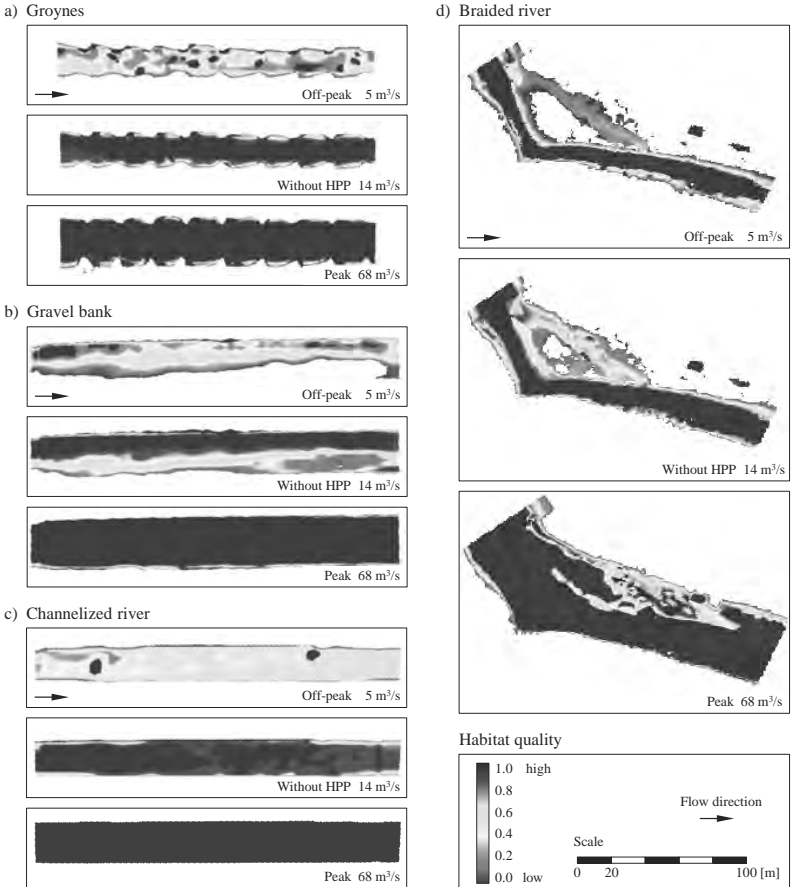 a) Groynes
Off-peak 5 m³/s
Without HPP 14 m³/s
Peak 68 m³/s
b) Gravel bank
Off-peak 5 m³/s
Without HPP 14 m³/s
Peak 68 m³/s
c) Channelized river
Off-peak 5 m³/s
Without HPP 14 m³/s
Peak 68 m³/s
d) Braided river
Off-peak 5 m³/s
Without HPP 14 m³/s
Peak 68 m³/s
Habitat quality
1.0 high
0.8
0.6
0.4
0.2
0.0 low
Flow direction
Scale
0 20 100 [m]